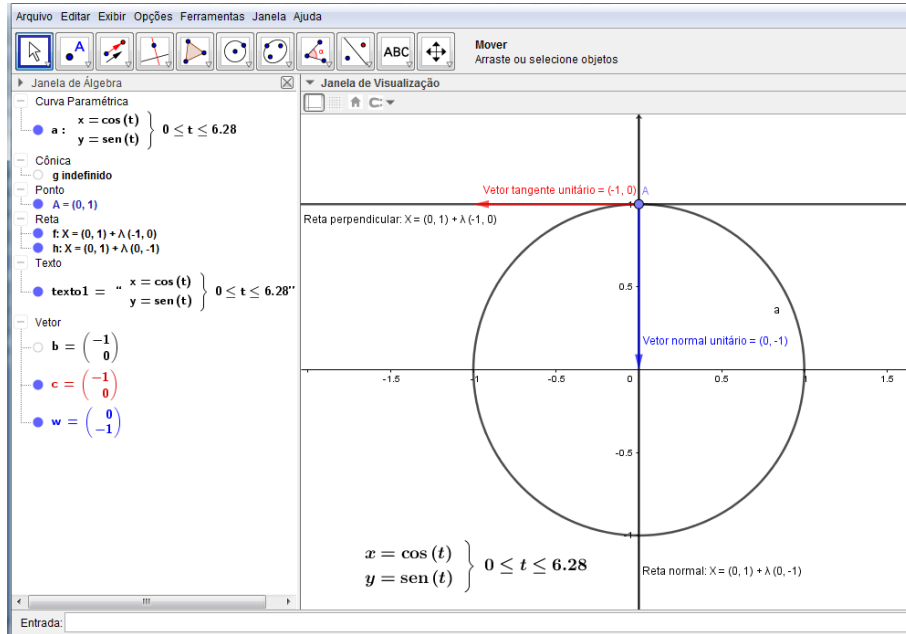 Arquivo Editar Exibir Opções Ferramentas Janela Ajuda
A
α
ABC
Mover
Arraste ou selecione objetos
Janela de Álgebra
Curva Paramétrica
a : x = cos (t)
y = sen (t) } 0 ≤ t ≤ 6.28
Cônica
g indefinido
Ponto
A = (0, 1)
Reta
f: X = (0, 1) + λ (-1, 0)
h: X = (0, 1) + λ (0, -1)
Texto
texto1 = “ x = cos (t)
y = sen (t) } 0 ≤ t ≤ 6.28”
Vetor
b = (−1
0)
c = (−1
0)
w = (0
−1)
Janela de Visualização
Vetor tangente unitário = (-1, 0) A
1
Reta perpendicular: X = (0, 1) + λ (-1, 0)
0.5
a
Vetor normal unitário = (0, -1)
-1.5 -1 -0.5 0 0.5 1 1.5
-0.5
-1
x = cos (t)
y = sen (t) } 0 ≤ t ≤ 6.28
Reta normal: X = (0, 1) + λ (0, -1)
Entrada: